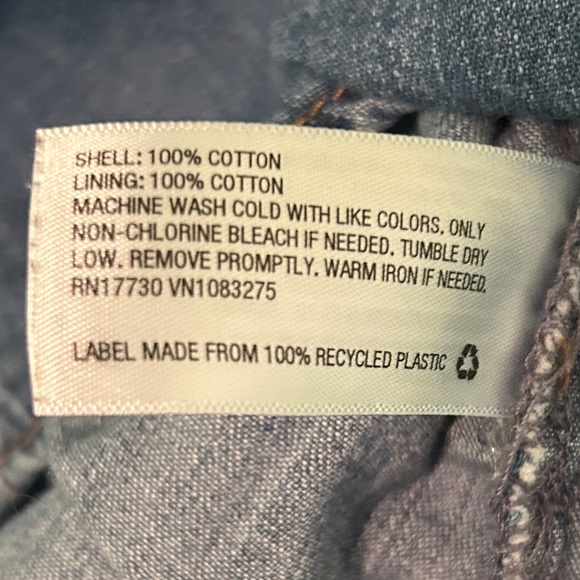 SHELL: 100% COTTON
LINING: 100% COTTON
MACHINE WASH COLD WITH LIKE COLORS. ONLY
NON-CHLORINE BLEACH IF NEEDED. TUMBLE DRY
LOW. REMOVE PROMPTLY. WARM IRON IF NEEDED.
RN17730 VN1083275
LABEL MADE FROM 100% RECYCLED PLASTIC